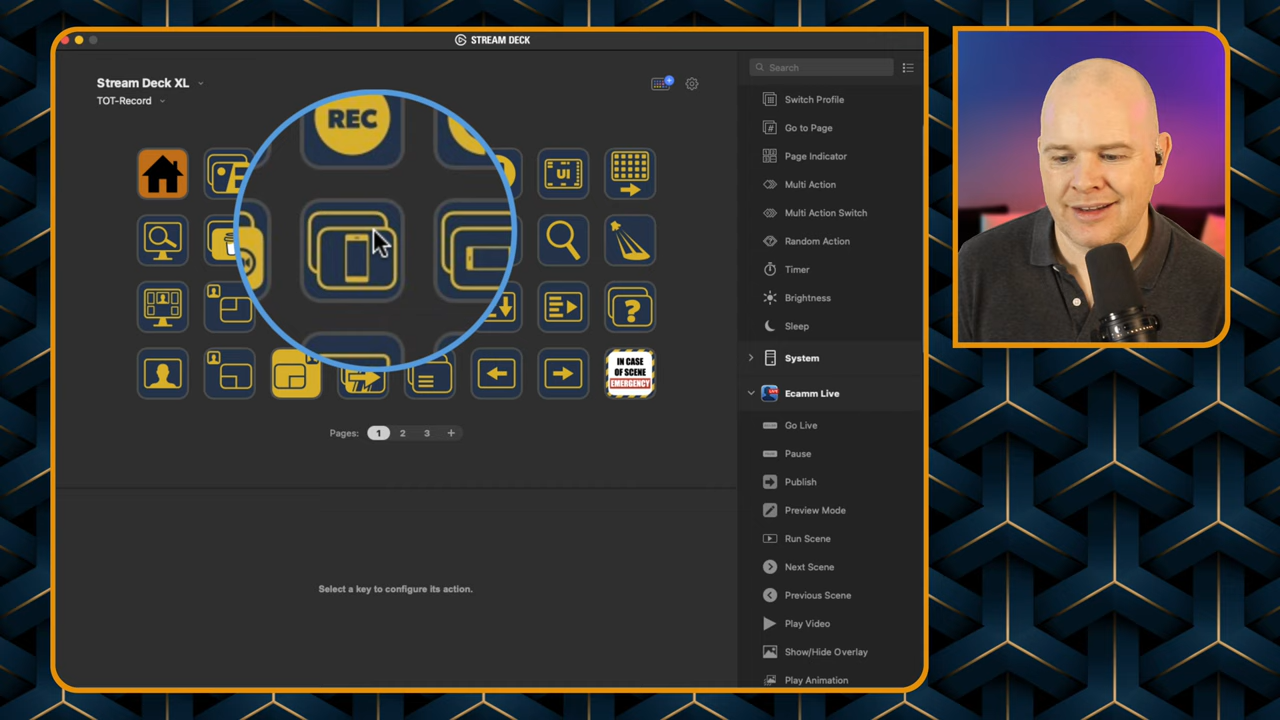 STREAM DECK
Stream Deck XL
TOT-Record
Search
REC
UI
?
IN CASE
OF SCENE
EMERGENCY
Pages: 1 2 3 +
Select a key to configure its action.
Switch Profile
Go to Page
Page Indicator
Multi Action
Multi Action Switch
Random Action
Timer
Brightness
Sleep
System
Ecamm Live
Go Live
Pause
Publish
Preview Mode
Run Scene
Next Scene
Previous Scene
Play Video
Show/Hide Overlay
Play Animation